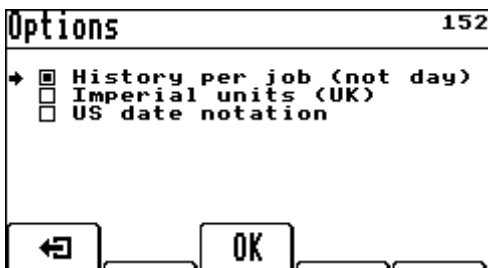 Options 152
History per job (not day)
Imperial units (UK)
US date notation
OK